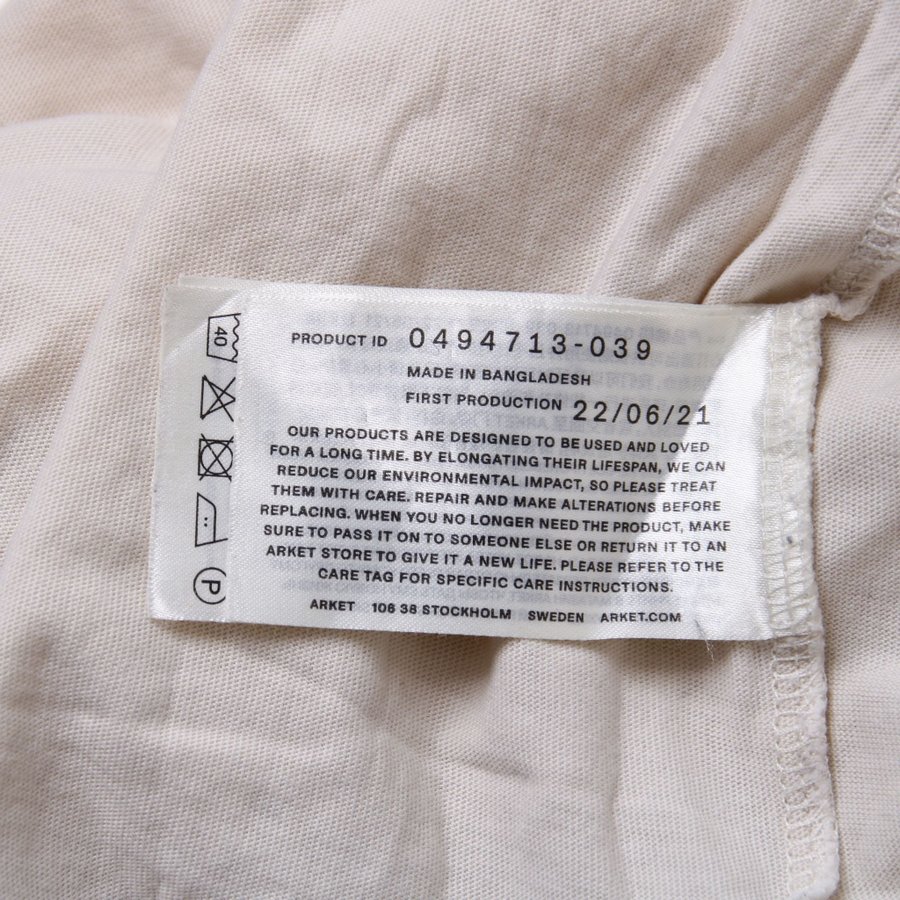 PRODUCT ID 0494713-039
MADE IN BANGLADESH
FIRST PRODUCTION 22/06/21
OUR PRODUCTS ARE DESIGNED TO BE USED AND LOVED
FOR A LONG TIME. BY ELONGATING THEIR LIFESPAN, WE CAN
REDUCE OUR ENVIRONMENTAL IMPACT, SO PLEASE TREAT
THEM WITH CARE. REPAIR AND MAKE ALTERATIONS BEFORE
REPLACING. WHEN YOU NO LONGER NEED THE PRODUCT, MAKE
SURE TO PASS IT ON TO SOMEONE ELSE OR RETURN IT TO AN
ARKET STORE TO GIVE IT A NEW LIFE. PLEASE REFER TO THE
CARE TAG FOR SPECIFIC CARE INSTRUCTIONS.
ARKET 106 38 STOCKHOLM SWEDEN ARKET.COM
40
P